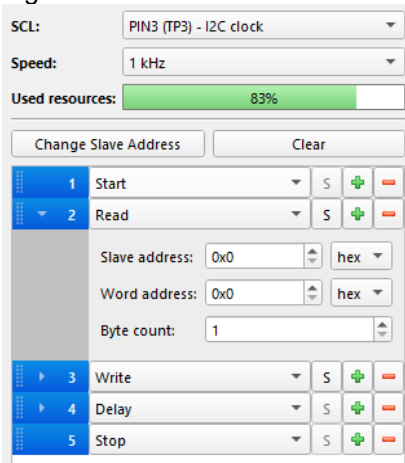 SCL: PIN3 (TP3) - I2C clock
Speed: 1 kHz
Used resources: 83%
Change Slave Address Clear
1 Start S
2 Read S
Slave address: 0x0 hex
Word address: 0x0 hex
Byte count: 1
3 Write S
4 Delay S
5 Stop S